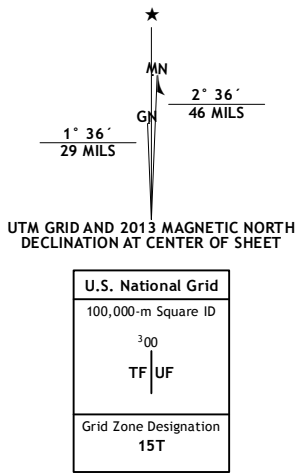 ★
MN
GN
2° 36´
46 MILS
1° 36´
29 MILS
UTM GRID AND 2013 MAGNETIC NORTH
DECLINATION AT CENTER OF SHEET
U.S. National Grid
100,000-m Square ID
³00
TF UF
Grid Zone Designation
15T